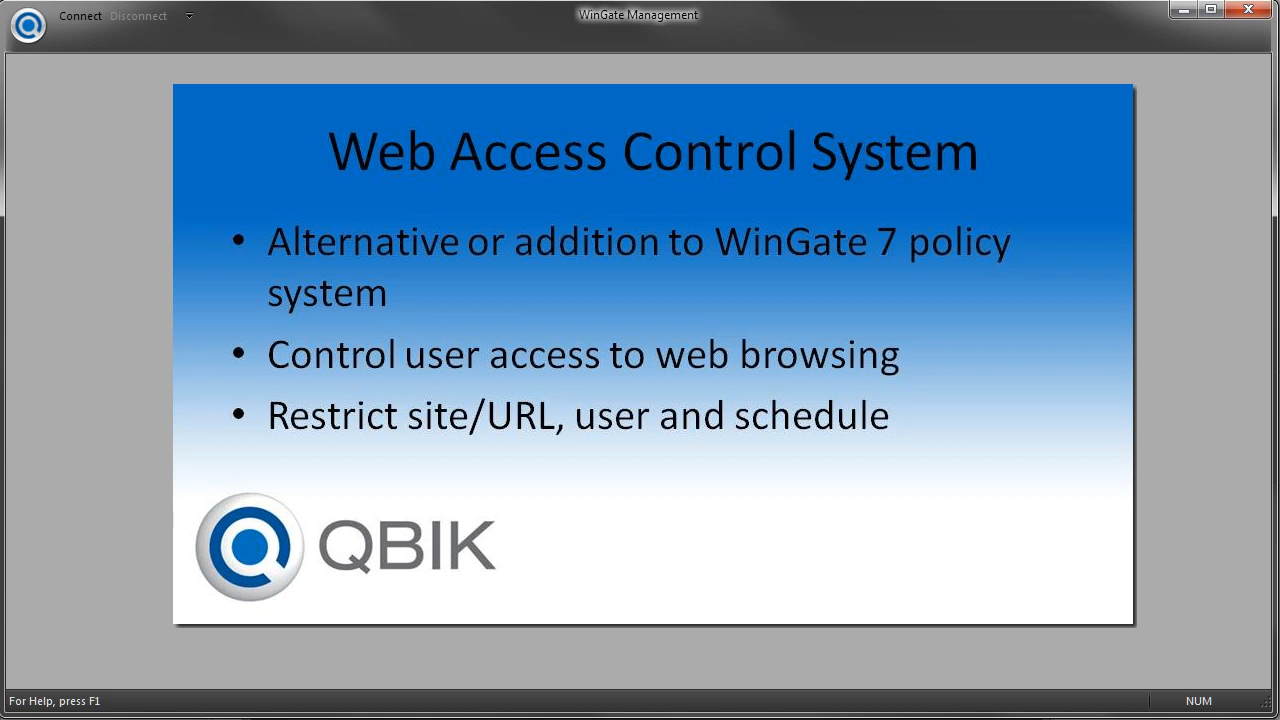 Connect Disconnect
WinGate Management
Web Access Control System
• Alternative or addition to WinGate 7 policy
system
• Control user access to web browsing
• Restrict site/URL, user and schedule
QBIK
For Help, press F1
NUM